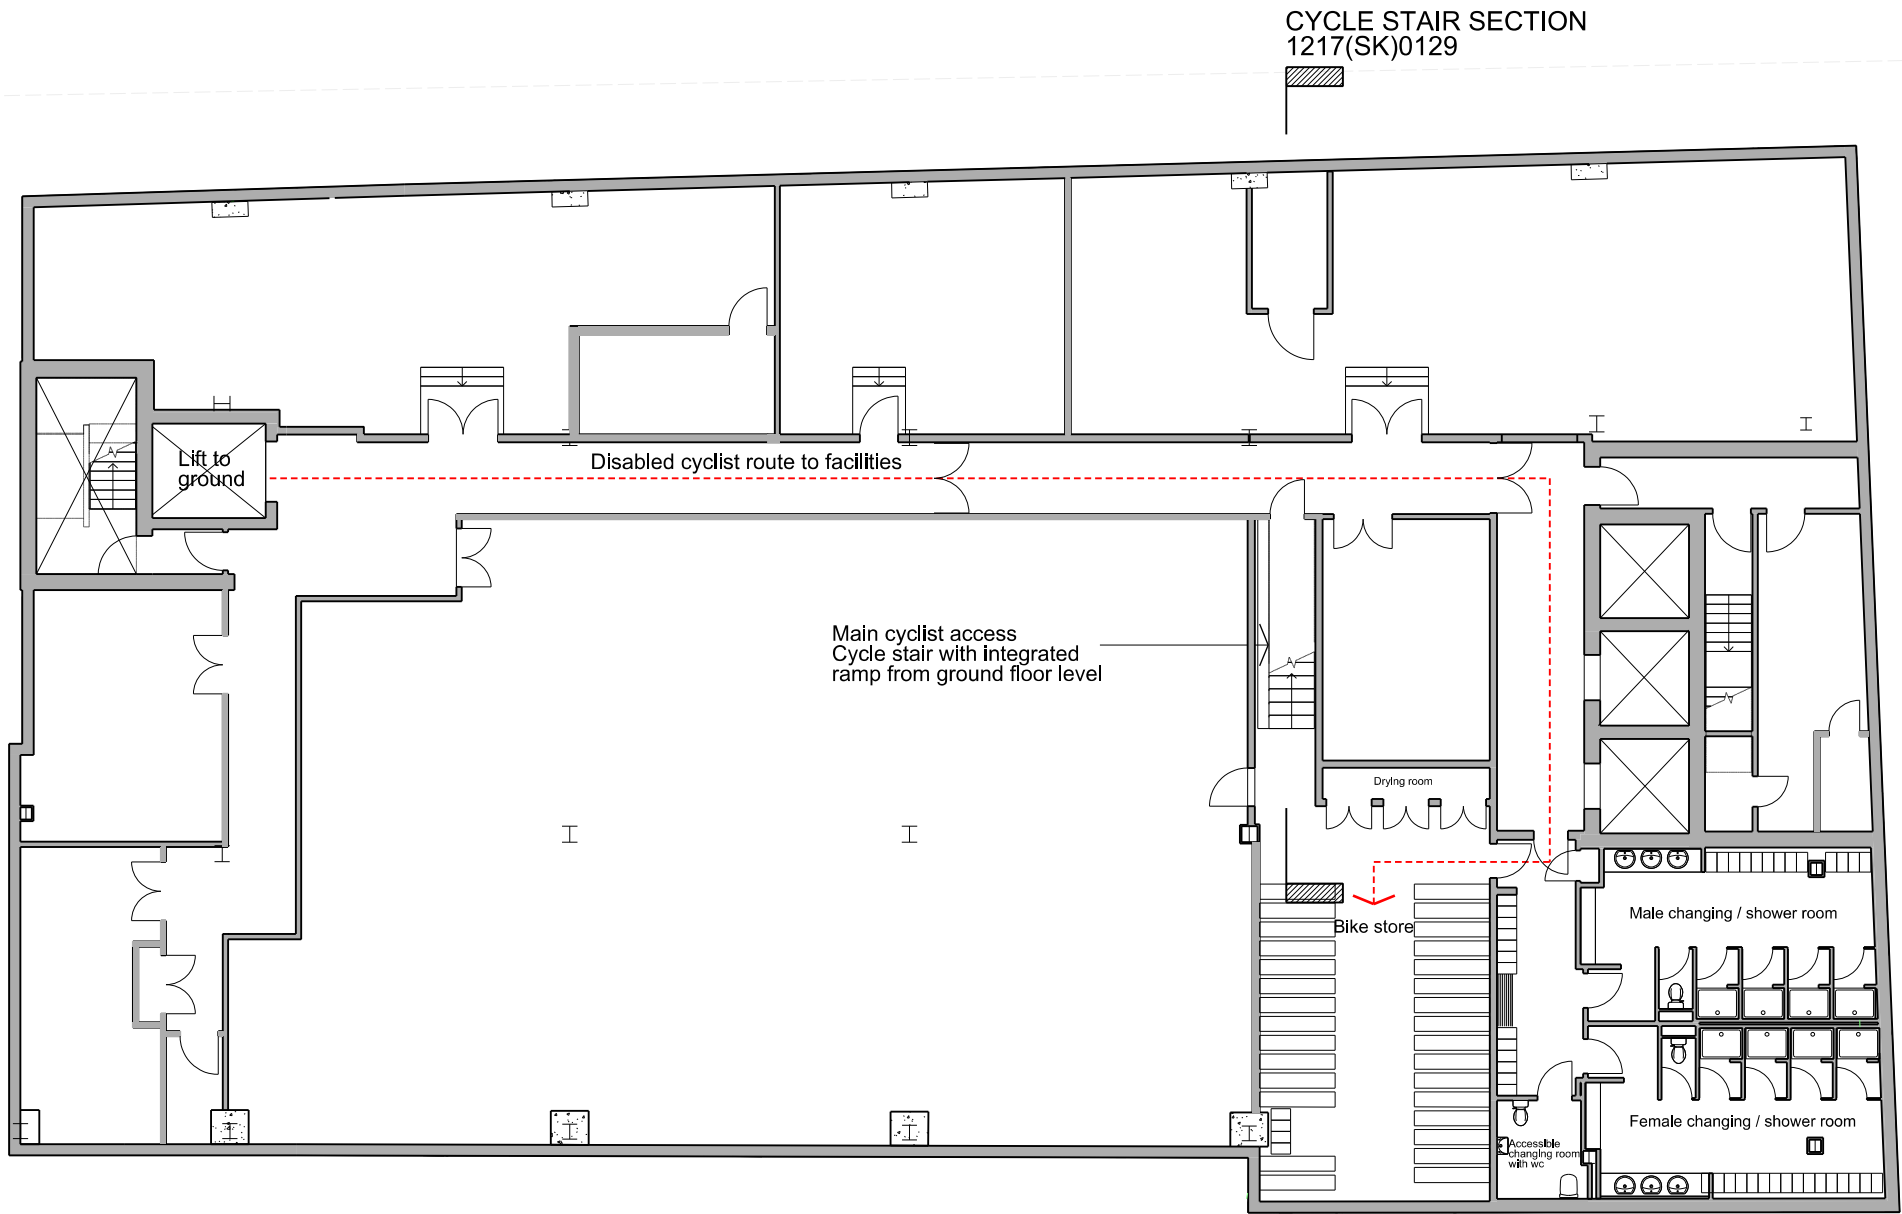 CYCLE STAIR SECTION
1217(SK)0129
Lift to
ground
Disabled cyclist route to facilities
Main cyclist access
Cycle stair with integrated
ramp from ground floor level
Drying room
Bike store
Male changing / shower room
Female changing / shower room
Accessible
changing room
with wc